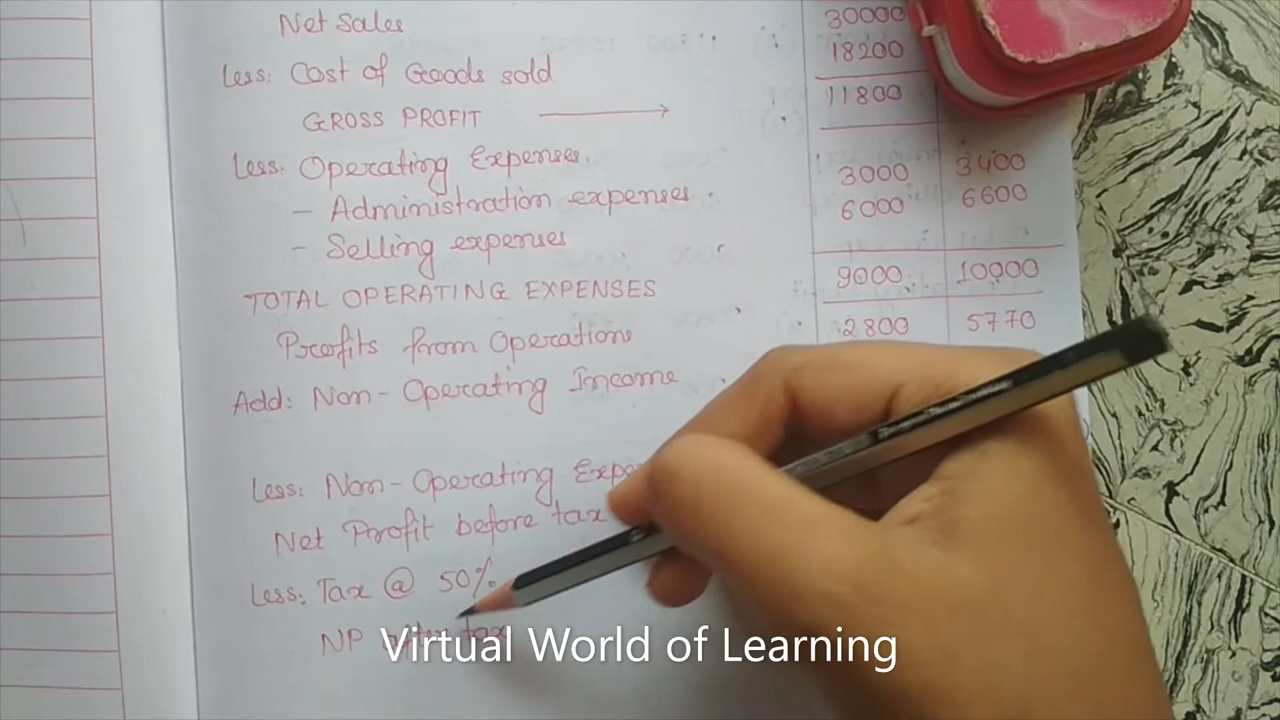 Net Sales 30000
Less: Cost of Goods sold 18200
GROSS PROFIT 11800
Less: Operating Expenses
- Administration expenses 3000 3400
- Selling expenses 6000 6600
TOTAL OPERATING EXPENSES 9000 10000
Profits from Operations 2800 5770
Add: Non-Operating Income
Less: Non-Operating
Net Profit before tax
Less: Tax @ 50%
NP after tax
Virtual World of Learning